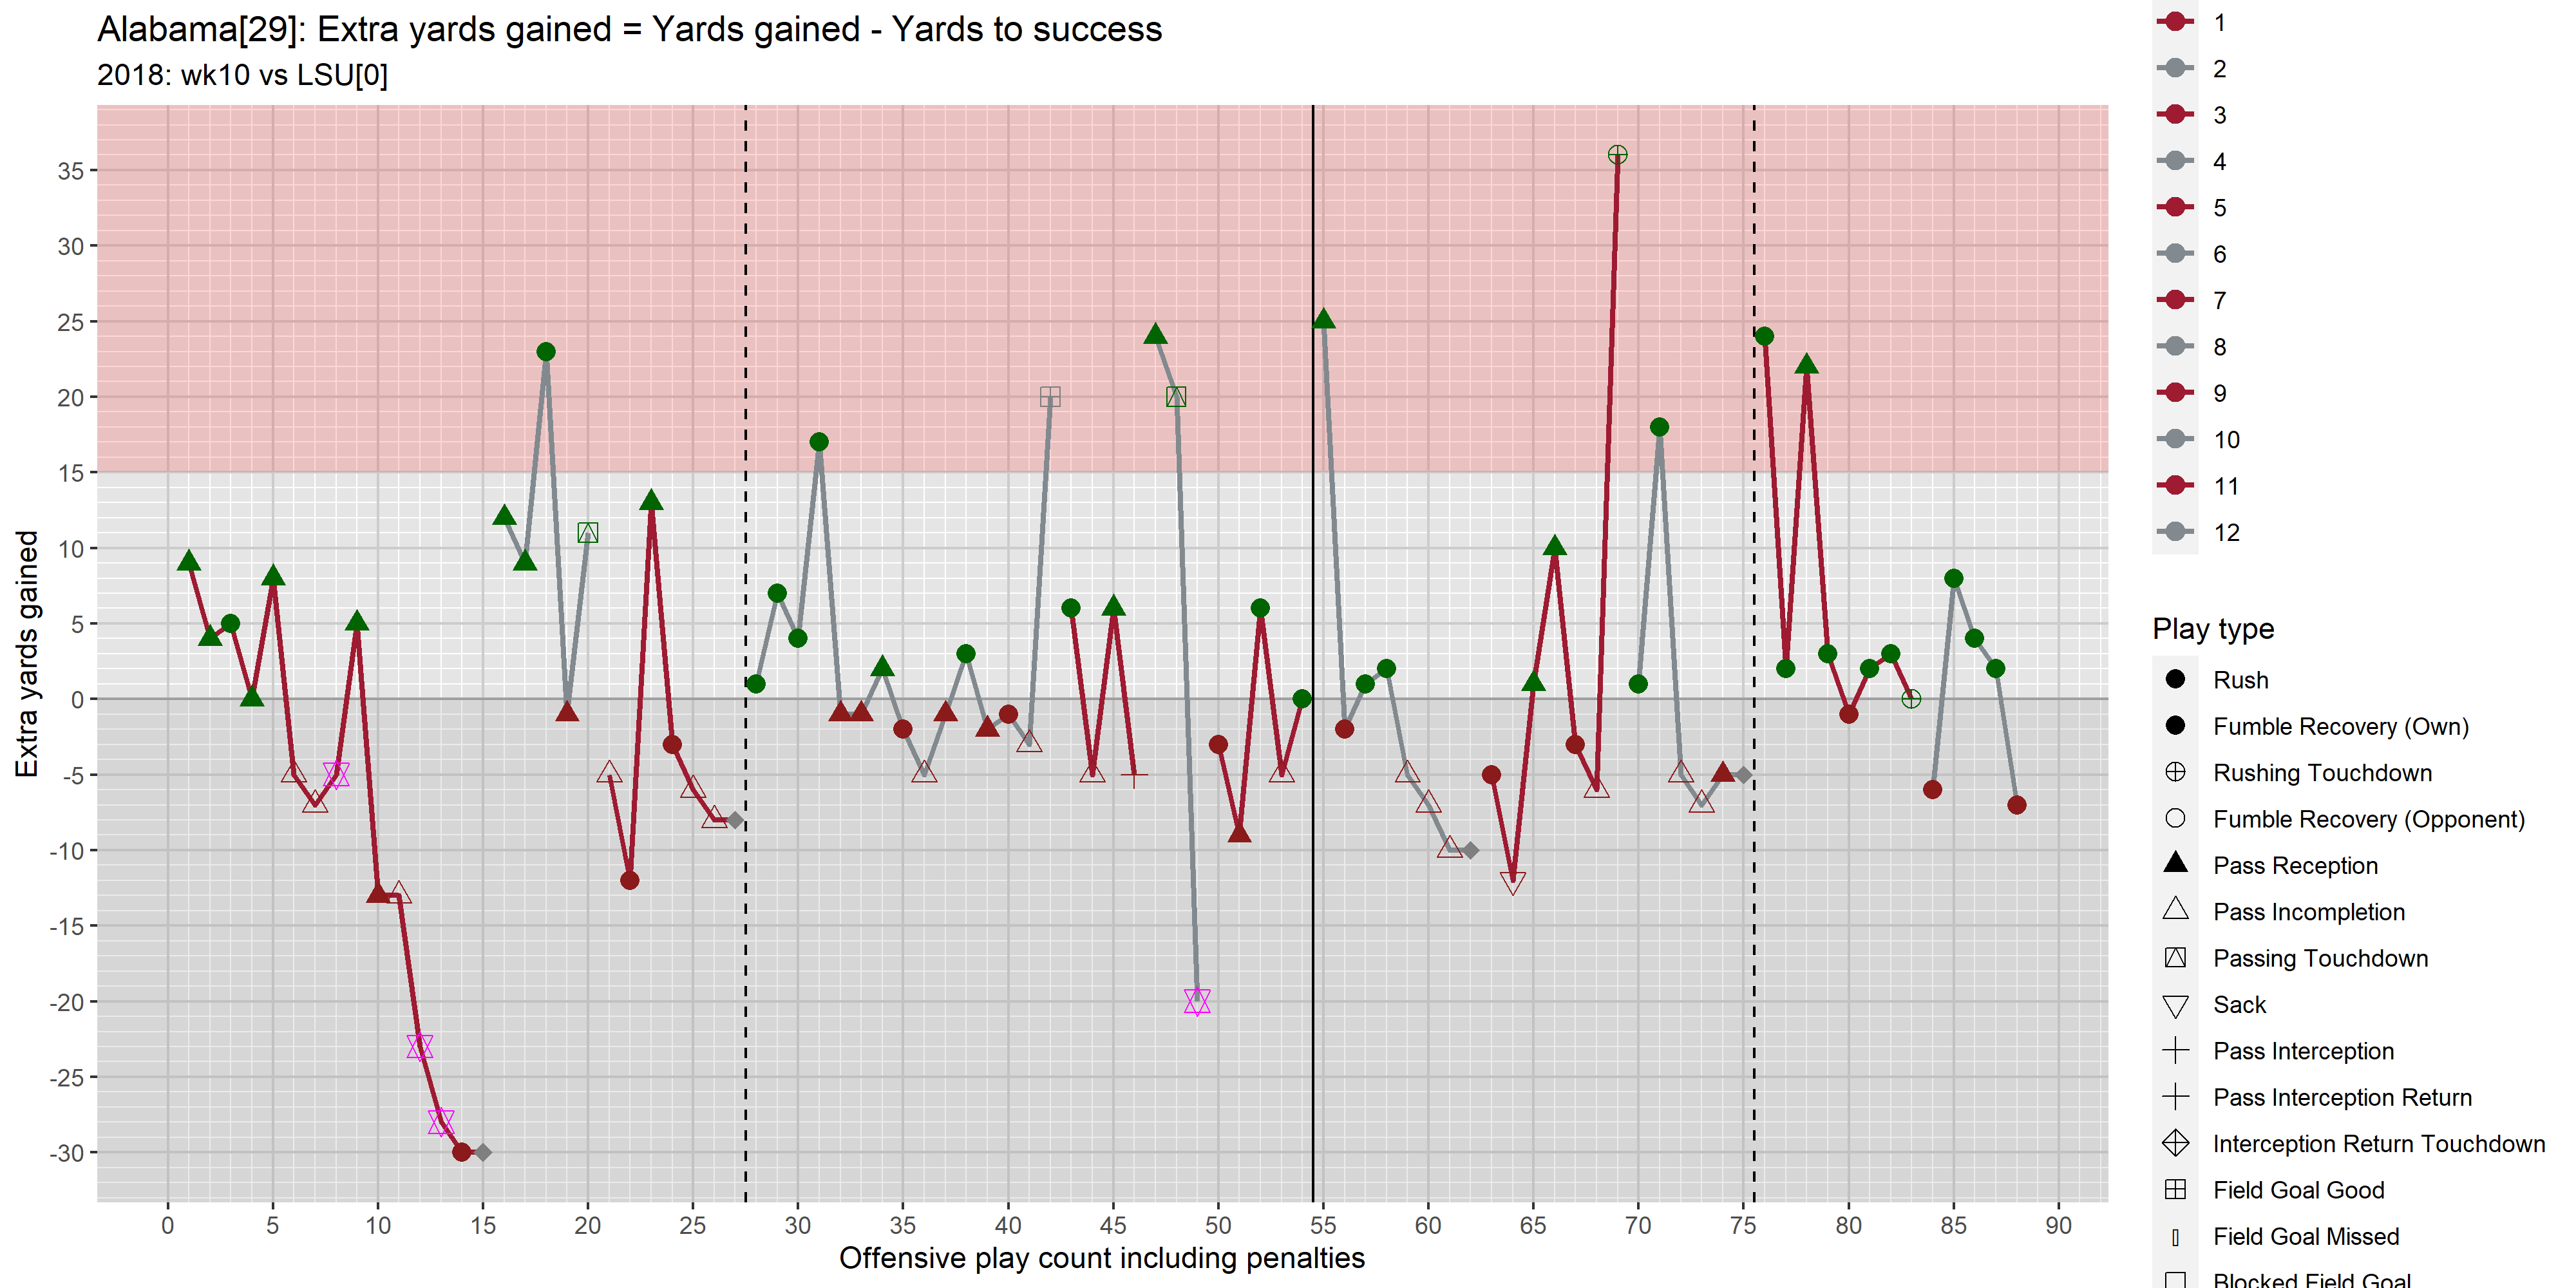 Alabama[29]: Extra yards gained = Yards gained - Yards to success
2018: wk10 vs LSU[0]
Extra yards gained
35
30
25
20
15
10
5
0
-5
-10
-15
-20
-25
-30
0 5 10 15 20 25 30 35 40 45 50 55 60 65 70 75 80 85 90
Offensive play count including penalties
1
2
3
4
5
6
7
8
9
10
11
12
Play type
Rush
Fumble Recovery (Own)
Rushing Touchdown
Fumble Recovery (Opponent)
Pass Reception
Pass Incompletion
Passing Touchdown
Sack
Pass Interception
Pass Interception Return
Interception Return Touchdown
Field Goal Good
Field Goal Missed
Blocked Field Goal